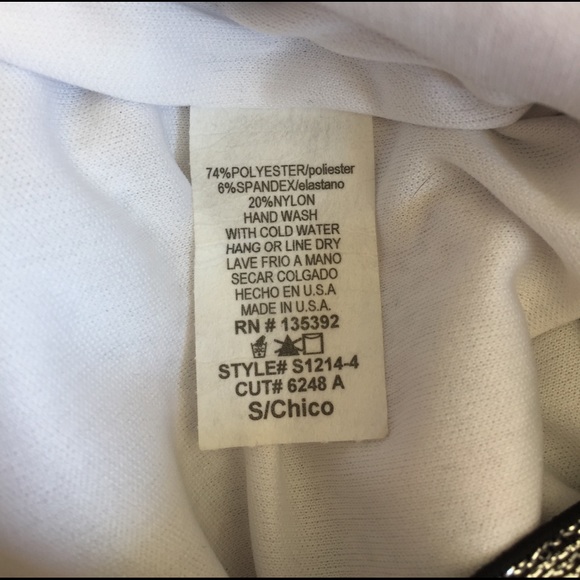 74%POLYESTER/poliester
6%SPANDEX/elastano
20%NYLON
HAND WASH
WITH COLD WATER
HANG OR LINE DRY
LAVE FRIO A MANO
SECAR COLGADO
HECHO EN U.S.A
MADE IN U.S.A.
RN # 135392
STYLE# S1214-4
CUT# 6248 A
S/Chico